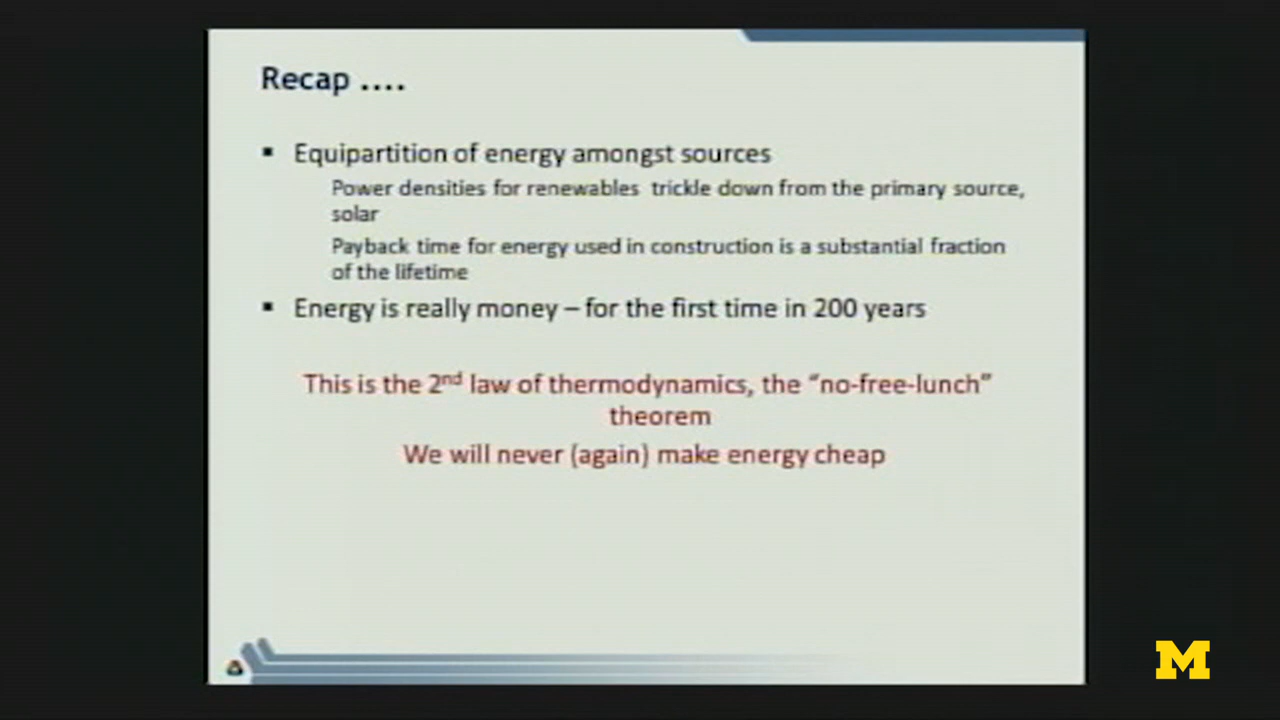 Recap ....
▪ Equipartition of energy amongst sources
Power densities for renewables trickle down from the primary source,
solar
Payback time for energy used in construction is a substantial fraction
of the lifetime
▪ Energy is really money – for the first time in 200 years
This is the 2nd law of thermodynamics, the “no-free-lunch”
theorem
We will never (again) make energy cheap
M